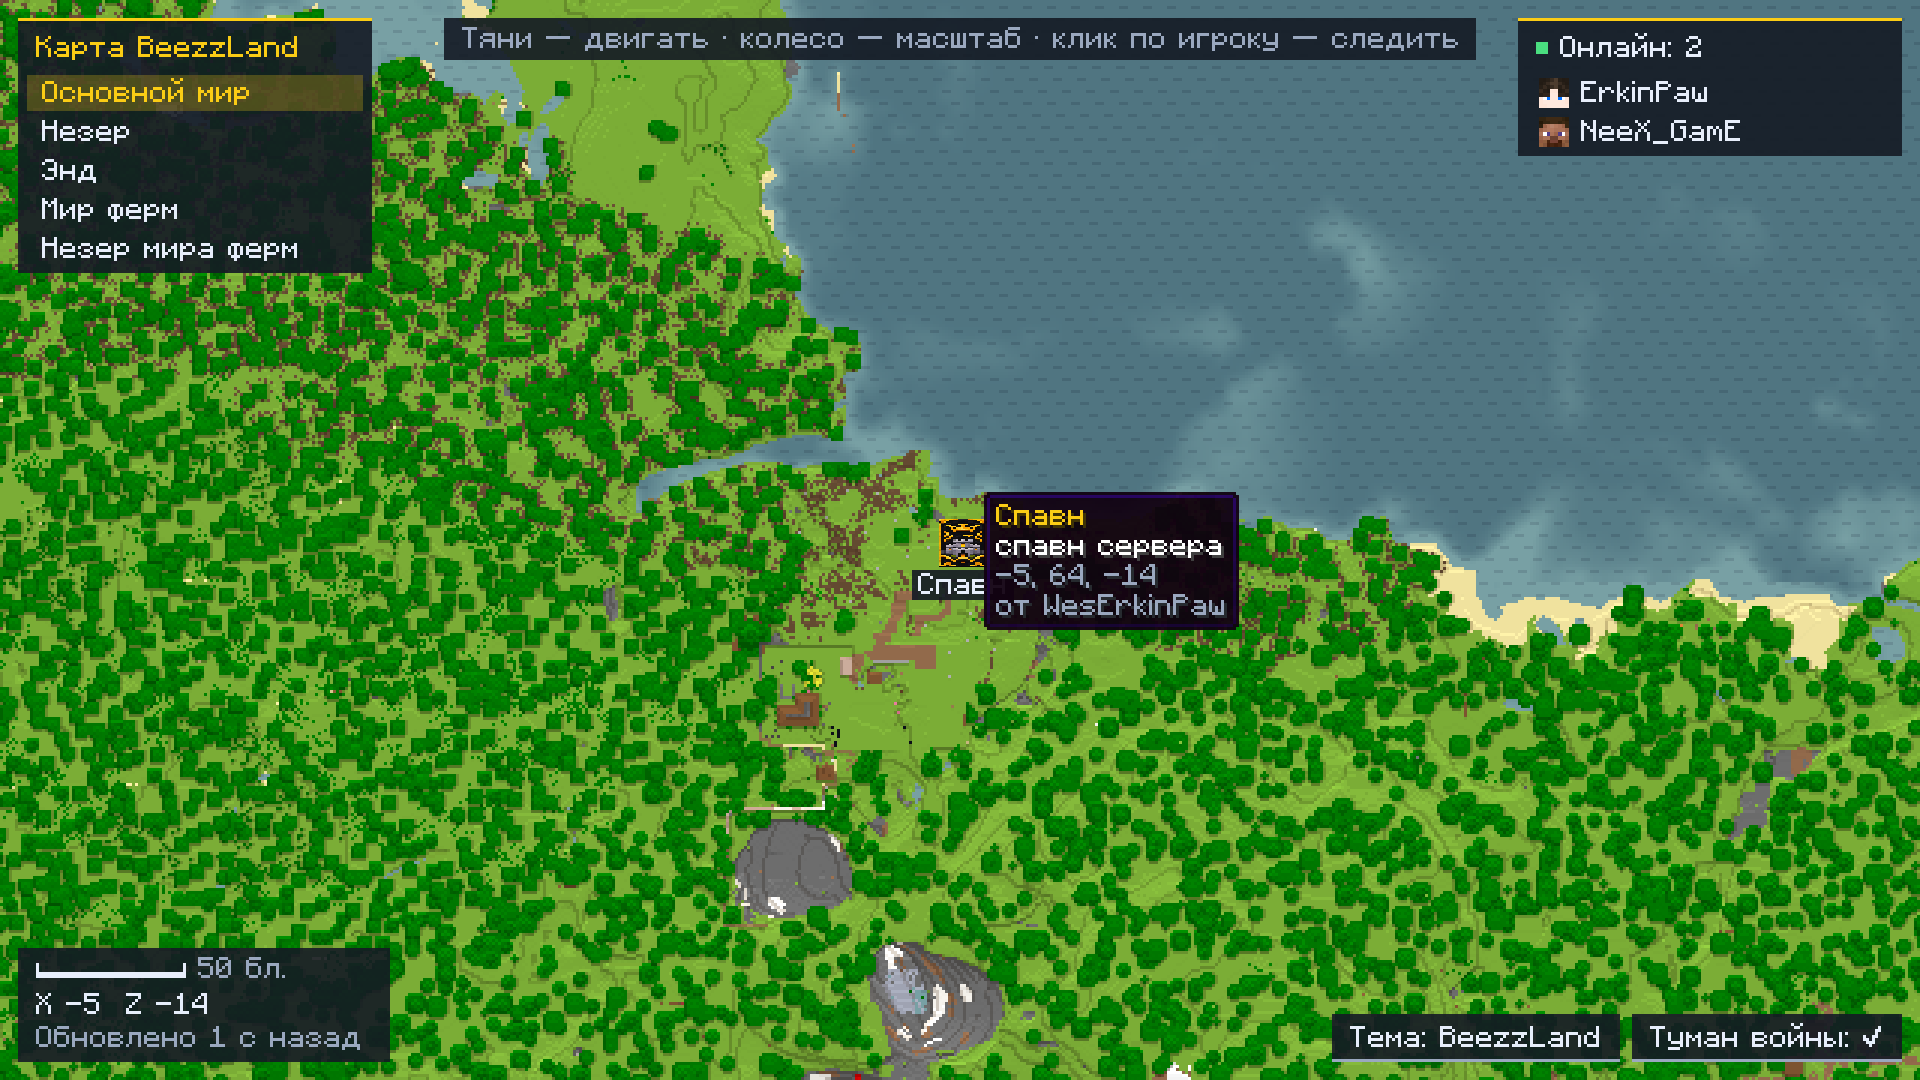 Карта BeezzLand
Основной мир
Незер
Энд
Мир ферм
Незер мира ферм
Тяни — двигать · колесо — масштаб · клик по игроку — следить
Онлайн: 2
ErkinPaw
NeeX_GamE
Спавн
спавн сервера
-5, 64, -14
от WesErkinPaw
Спав
50 бл.
X -5 Z -14
Обновлено 1 с назад
Тема: BeezzLand
Туман войны: ✓